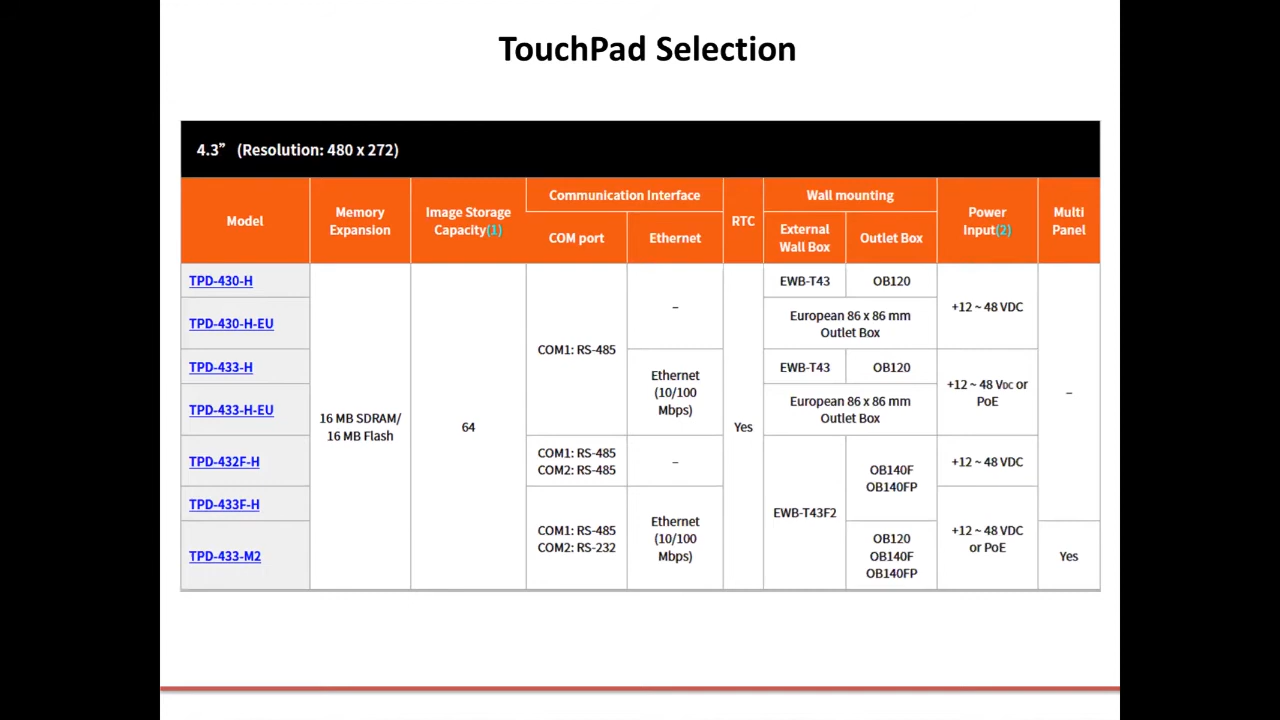 TouchPad Selection
4.3” (Resolution: 480 x 272)
Model
Memory
Expansion
Image Storage
Capacity(1)
Communication Interface
COM port
Ethernet
RTC
Wall mounting
External
Wall Box
Outlet Box
Power
Input(2)
Multi
Panel
TPD-430-H
TPD-430-H-EU
TPD-433-H
TPD-433-H-EU
TPD-432F-H
TPD-433F-H
TPD-433-M2
16 MB SDRAM/
16 MB Flash
64
COM1: RS-485
COM1: RS-485
COM2: RS-485
COM1: RS-485
COM2: RS-232
–
Ethernet
(10/100
Mbps)
–
Ethernet
(10/100
Mbps)
Yes
EWB-T43
OB120
European 86 x 86 mm
Outlet Box
EWB-T43
OB120
European 86 x 86 mm
Outlet Box
EWB-T43F2
OB140F
OB140FP
OB120
OB140F
OB140FP
+12 ~ 48 VDC
+12 ~ 48 VDC or
PoE
+12 ~ 48 VDC
+12 ~ 48 VDC
or PoE
–
Yes